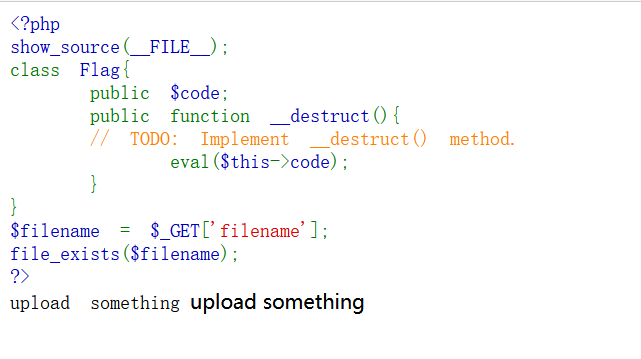 <?php
show_source(__FILE__);
class Flag{
public $code;
public function __destruct(){
// TODO: Implement __destruct() method.
eval($this->code);
}
}
$filename = $_GET['filename'];
file_exists($filename);
?>
upload something upload something